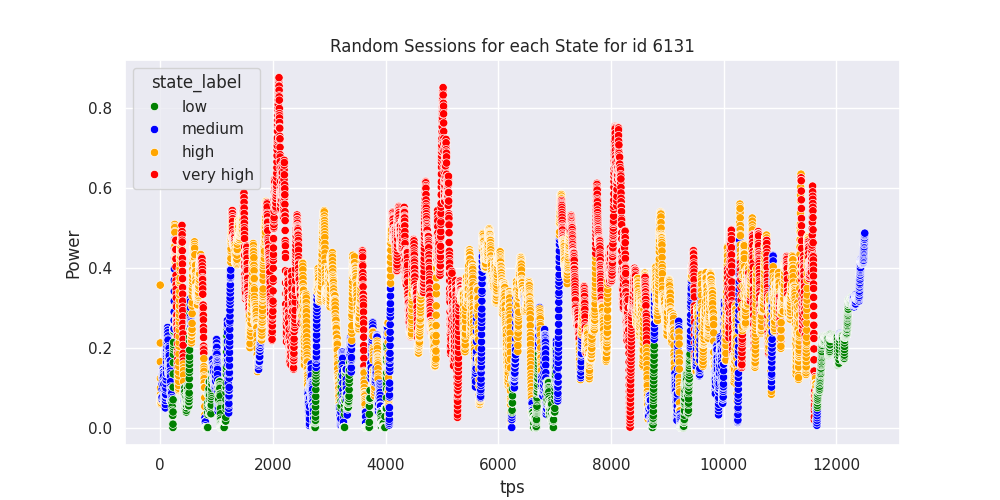 Random Sessions for each State for id 6131
state_label
low
medium
high
very high
Power
0.8
0.6
0.4
0.2
0.0
0
2000
4000
6000
8000
10000
12000
tps